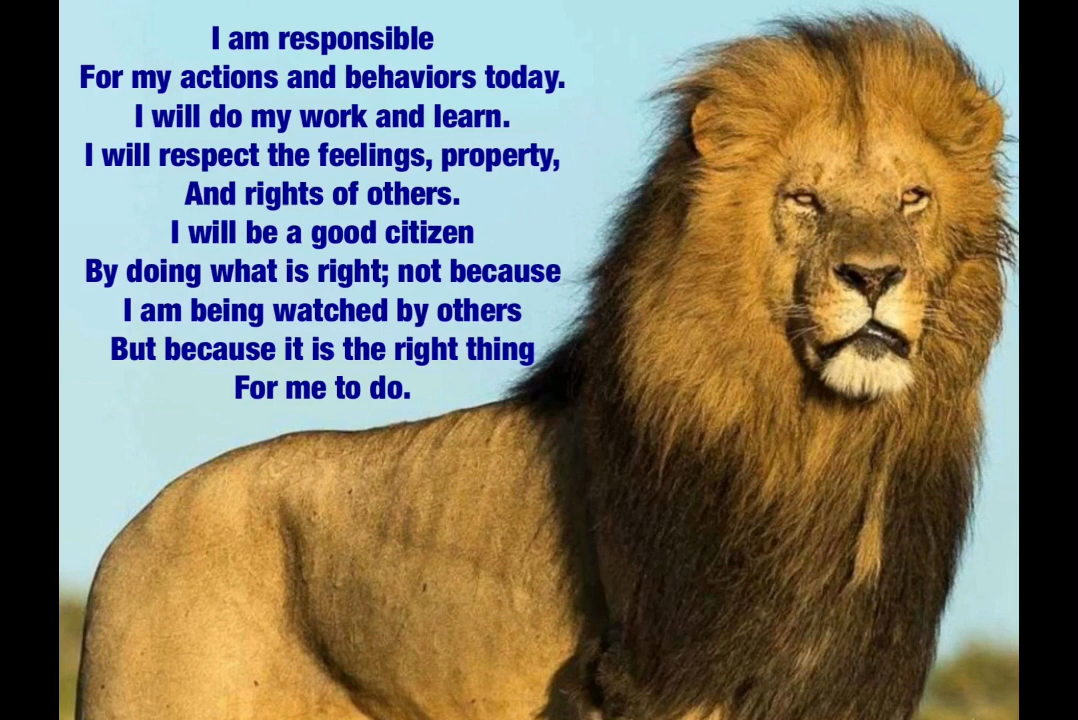 I am responsible
For my actions and behaviors today.
I will do my work and learn.
I will respect the feelings, property,
And rights of others.
I will be a good citizen
By doing what is right; not because
I am being watched by others
But because it is the right thing
For me to do.